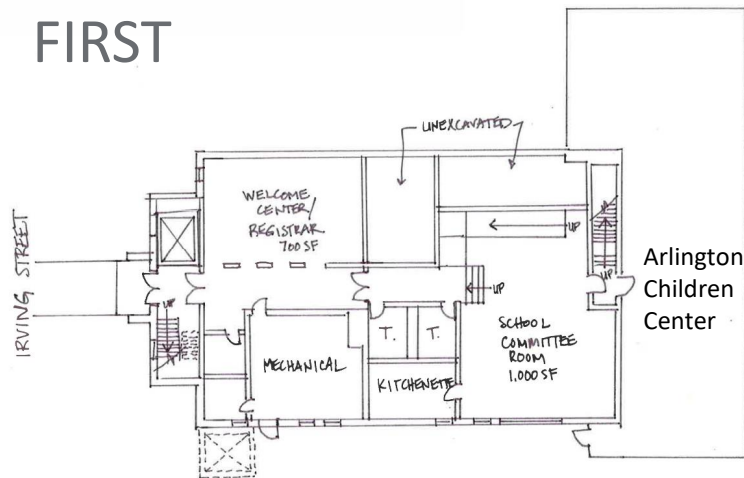 FIRST
UNEXCAVATED
WELCOME
CENTER/
REGISTRAR
700 SF
UP
IRVING STREET
UP
UP
UP
Arlington
Children
Center
UP
T.
T.
SCHOOL
COMMITTEE
ROOM
1,000 SF
MECHANICAL
KITCHENETTE